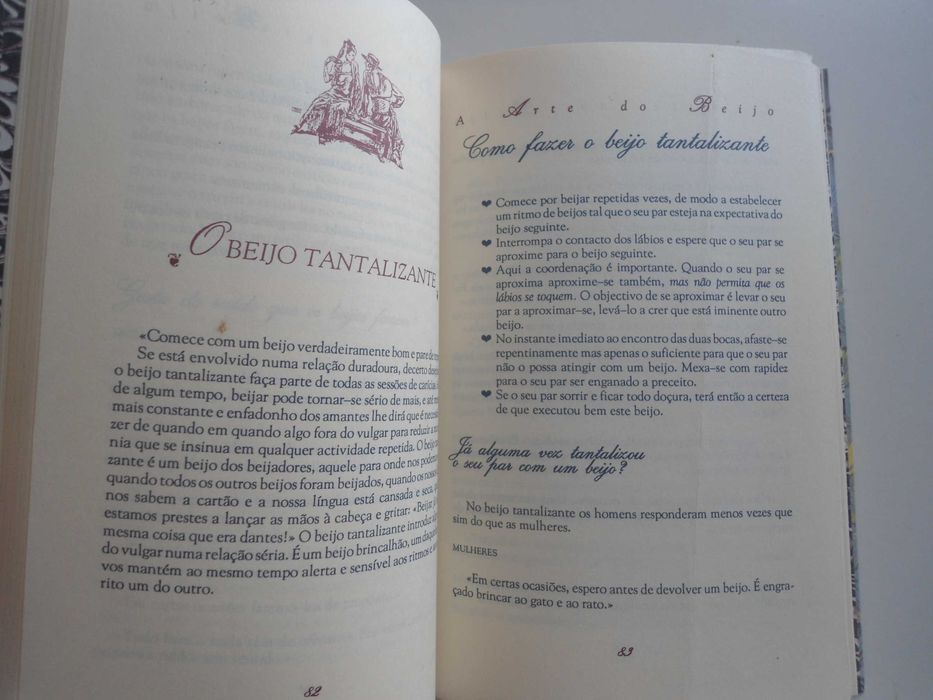 O BEIJO TANTALIZANTE
«Comece com um beijo verdadeiramente bom e pare de
Se está envolvido numa relação duradoura, decerto
o beijo tantalizante faça parte de todas as sessões de carícias.
de algum tempo, beijar pode tornar-se sério de mais, e até
mais constante e enfadonho dos amantes lhe dirá que é
zer de quando em quando algo fora do vulgar para reduzir a
nia que se insinua em qualquer actividade repetida. O beijo
zante é um beijo dos beijadores, aquele para onde nos
quando todos os outros beijos foram beijados, quando os
nos sabem a cartão e a nossa língua está cansada e seca,
estamos prestes a lançar as mãos à cabeça e gritar: «Beijar
mesma coisa que era dantes!» O beijo tantalizante introduz
do vulgar numa relação séria. É um beijo brincalhão, um
vos mantém ao mesmo tempo alerta e sensível aos ritmos e
rito um do outro.
82
A Arte do Beijo
Como fazer o beijo tantalizante
❤ Comece por beijar repetidas vezes, de modo a estabelecer
um ritmo de beijos tal que o seu par esteja na expectativa do
beijo seguinte.
❤ Interrompa o contacto dos lábios e espere que o seu par se
aproxime para o beijo seguinte.
❤ Aqui a coordenação é importante. Quando o seu par se
aproxima aproxime-se também, mas não permita que os
lábios se toquem. O objectivo de se aproximar é levar o seu
par a aproximar-se, levá-lo a crer que está iminente outro
beijo.
❤ No instante imediato ao encontro das duas bocas, afaste-se
repentinamente mas apenas o suficiente para que o seu par
não o possa atingir com um beijo. Mexa-se com rapidez
para o seu par ser enganado a preceito.
❤ Se o seu par sorrir e ficar todo doçura, terá então a certeza
de que executou bem este beijo.
Já alguma vez tantalizou
o seu par com um beijo?
No beijo tantalizante os homens responderam menos vezes que
sim do que as mulheres.
MULHERES
«Em certas ocasiões, espero antes de devolver um beijo. É engra-
çado brincar ao gato e ao rato.»
83